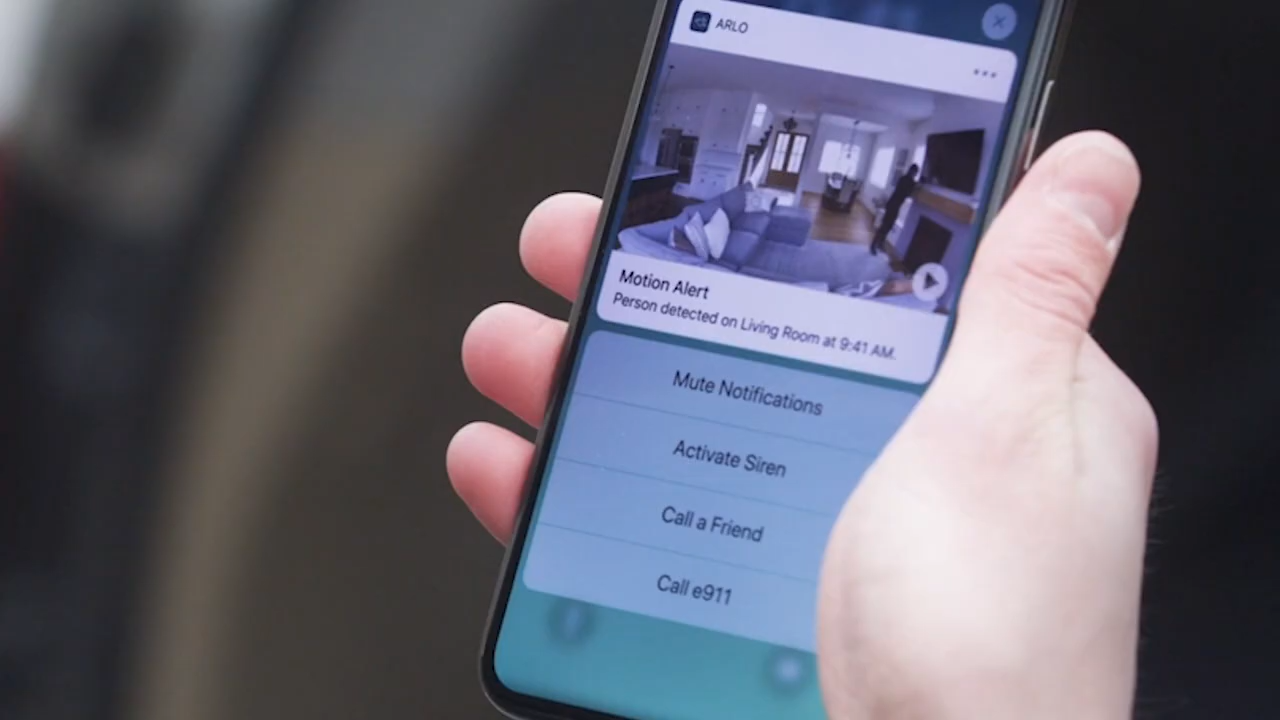 ARLO
Motion Alert
Person detected on Living Room at 9:41 AM.
Mute Notifications
Activate Siren
Call a Friend
Call e911